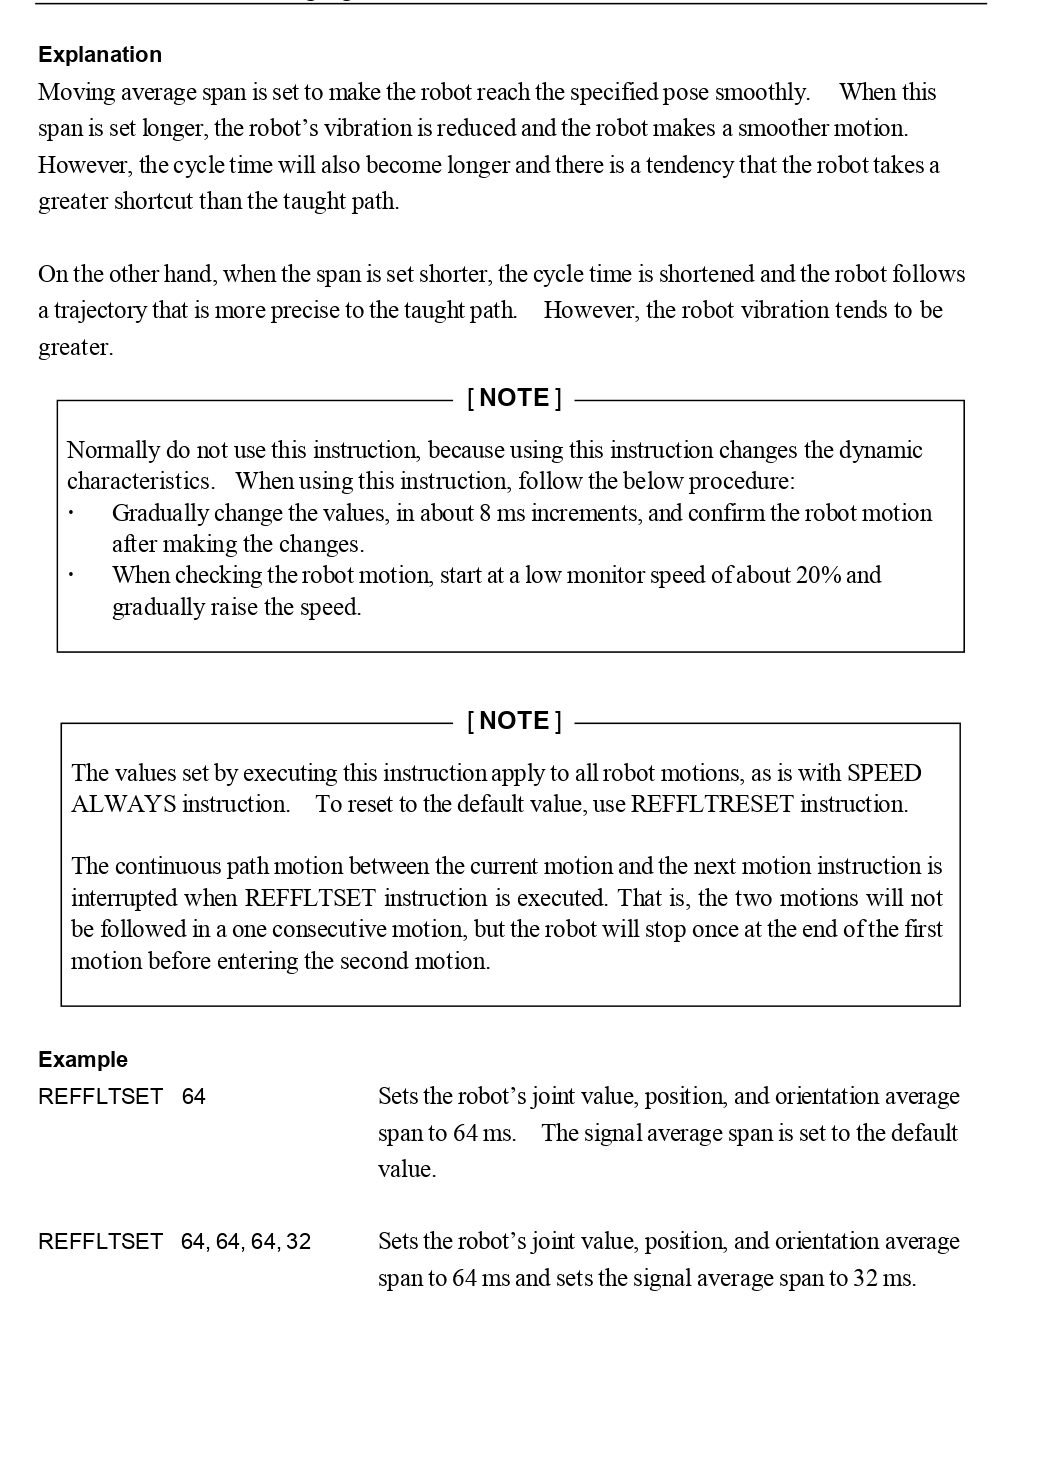 Explanation
Moving average span is set to make the robot reach the specified pose smoothly. When this
span is set longer, the robot’s vibration is reduced and the robot makes a smoother motion.
However, the cycle time will also become longer and there is a tendency that the robot takes a
greater shortcut than the taught path.
On the other hand, when the span is set shorter, the cycle time is shortened and the robot follows
a trajectory that is more precise to the taught path. However, the robot vibration tends to be
greater.
[ NOTE ]
Normally do not use this instruction, because using this instruction changes the dynamic
characteristics. When using this instruction, follow the below procedure:
· Gradually change the values, in about 8 ms increments, and confirm the robot motion
after making the changes.
· When checking the robot motion, start at a low monitor speed of about 20% and
gradually raise the speed.
[ NOTE ]
The values set by executing this instruction apply to all robot motions, as is with SPEED
ALWAYS instruction. To reset to the default value, use REFFLTRESET instruction.
The continuous path motion between the current motion and the next motion instruction is
interrupted when REFFLTSET instruction is executed. That is, the two motions will not
be followed in a one consecutive motion, but the robot will stop once at the end of the first
motion before entering the second motion.
Example
REFFLTSET 64 Sets the robot’s joint value, position, and orientation average
span to 64 ms. The signal average span is set to the default
value.
REFFLTSET 64, 64, 64, 32 Sets the robot’s joint value, position, and orientation average
span to 64 ms and sets the signal average span to 32 ms.